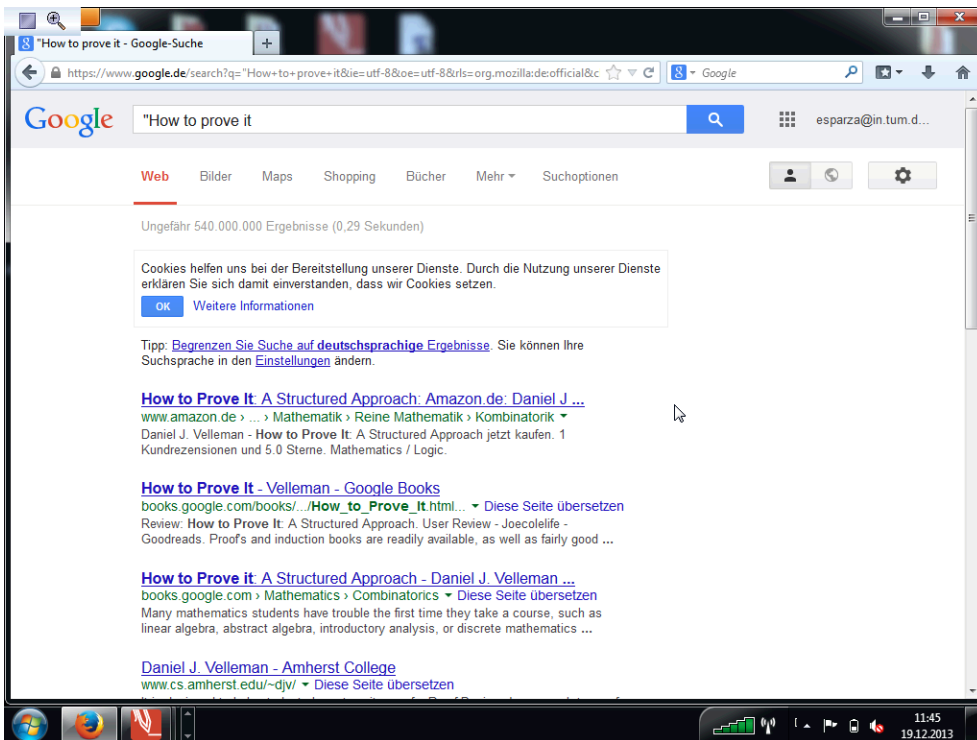 "How to prove it - Google-Suche
https://www.google.de/search?q="How+to+prove+it&ie=utf-8&oe=utf-8&rls=org.mozilla:de:official&c
Google
Google
"How to prove it
esparza@in.tum.d...
Web Bilder Maps Shopping Bücher Mehr Suchoptionen
Ungefähr 540.000.000 Ergebnisse (0,29 Sekunden)
Cookies helfen uns bei der Bereitstellung unserer Dienste. Durch die Nutzung unserer Dienste
erklären Sie sich damit einverstanden, dass wir Cookies setzen.
OK Weitere Informationen
Tipp: Begrenzen Sie Suche auf deutschsprachige Ergebnisse. Sie können Ihre
Suchsprache in den Einstellungen ändern.
How to Prove It: A Structured Approach: Amazon.de: Daniel J ...
www.amazon.de › ... › Mathematik › Reine Mathematik › Kombinatorik
Daniel J. Velleman - How to Prove It: A Structured Approach jetzt kaufen. 1
Kundrezensionen und 5.0 Sterne. Mathematics / Logic.
How to Prove It - Velleman - Google Books
books.google.com/books/.../How_to_Prove_It.html... Diese Seite übersetzen
Review: How to Prove It: A Structured Approach. User Review - Joecolelife -
Goodreads. Proofs and induction books are readily available, as well as fairly good ...
How to Prove it: A Structured Approach - Daniel J. Velleman ...
books.google.com › Mathematics › Combinatorics Diese Seite übersetzen
Many mathematics students have trouble the first time they take a course, such as
linear algebra, abstract algebra, introductory analysis, or discrete mathematics ...
Daniel J. Velleman - Amherst College
www.cs.amherst.edu/~djv/ Diese Seite übersetzen
11:45
19.12.2013